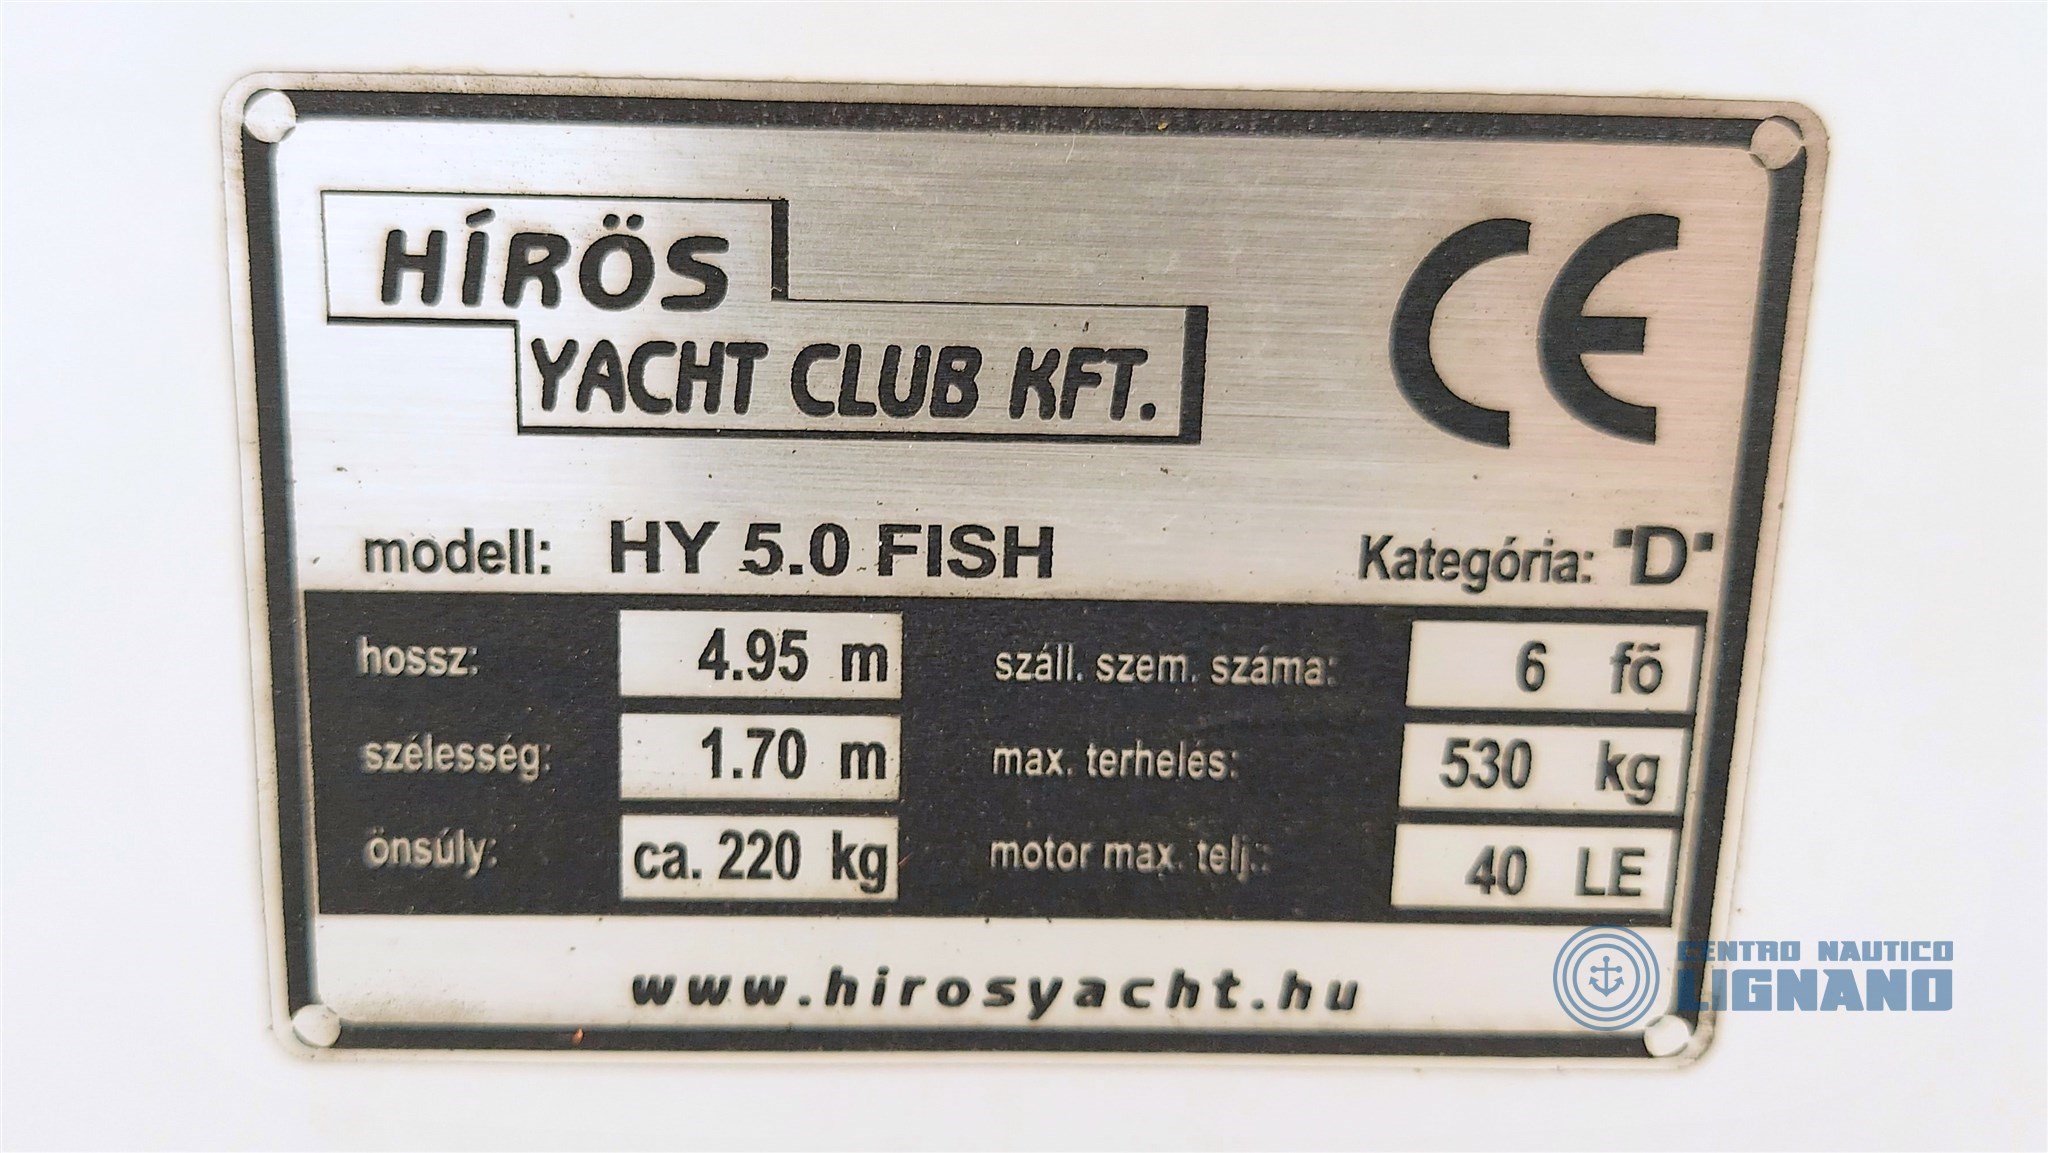 HÍRÖS
YACHT CLUB KFT.
CE
modell: HY 5.0 FISH
Kategória: "D"
hossz: 4.95 m
száll. szem. száma: 6 fõ
szélesség: 1.70 m
max. terhelés: 530 kg
önsúly: ca. 220 kg
motor max. telj.: 40 LE
www.hirosyacht.hu
CENTRO NAUTICO
LIGNANO